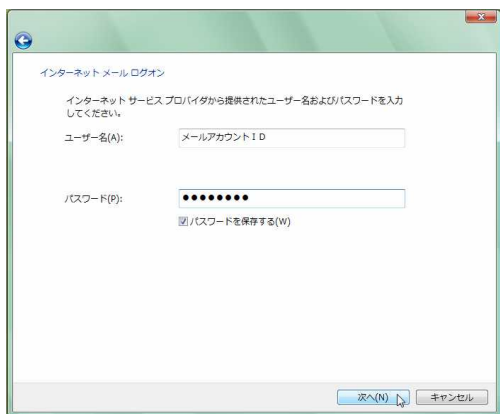 インターネット メール ログオン
インターネット サービス プロバイダから提供されたユーザー名およびパスワードを入力
してください。
ユーザー名(A):
メールアカウントＩＤ
パスワード(P):
●●●●●●●●
パスワードを保存する(W)
次へ(N)
キャンセル